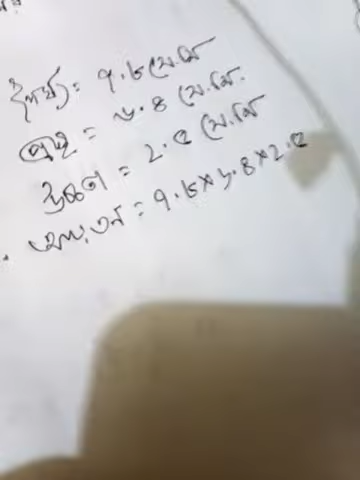 দৈর্ঘ্য = ৭.৮ সে.মি
প্রস্থ = ৬.৪ সে.মি.
উচ্চতা = ২.৫ সে.মি
∴ আয়তন = ৭.৮×৬.৪×২.৫